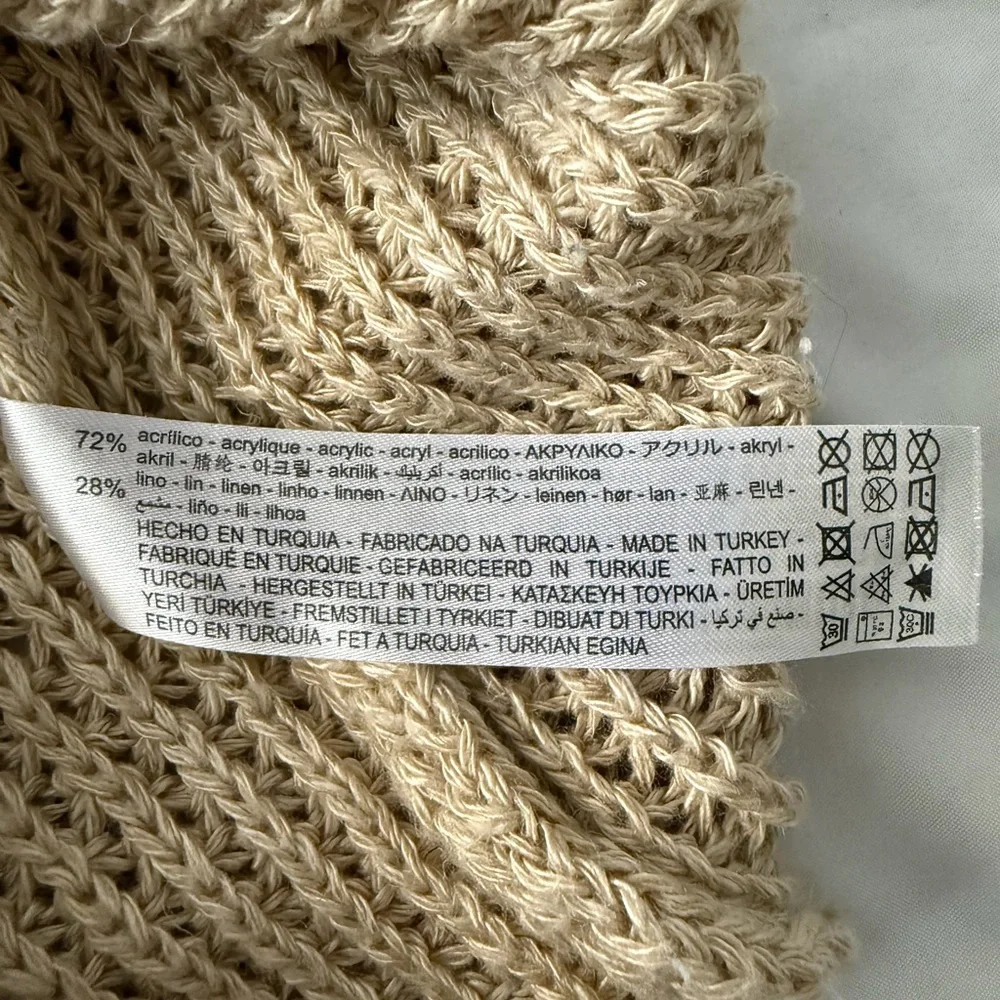 72% acrílico - acrylique - acrylic - acryl - acrilico - ΑΚΡΥΛΙΚΟ - アクリル - akryl -
akril - 腈纶 - 아크릴 - akrilik - أكريليك - acrílic - akrilikoa
28% lino - lin - linen - linho - linnen - ΛΙΝΟ - リネン - leinen - hør - lan - 亚麻 - 린넨 -
liño - lli - lihoa
HECHO EN TURQUIA - FABRICADO NA TURQUIA - MADE IN TURKEY -
FABRIQUÉ EN TURQUIE - GEFABRICEERD IN TURKIJE - FATTO IN
TURCHIA - HERGESTELLT IN TÜRKEI - ΚΑΤΑΣΚΕΥΗ ΤΟΥΡΚΙΑ - ÜRETİM
YERİ TÜRKİYE - FREMSTILLET I TYRKIET - DIBUAT DI TURKI - صنع في تركيا -
FEITO EN TURQUIA - FET A TURQUIA - TURKIAN EGINA
30
30C